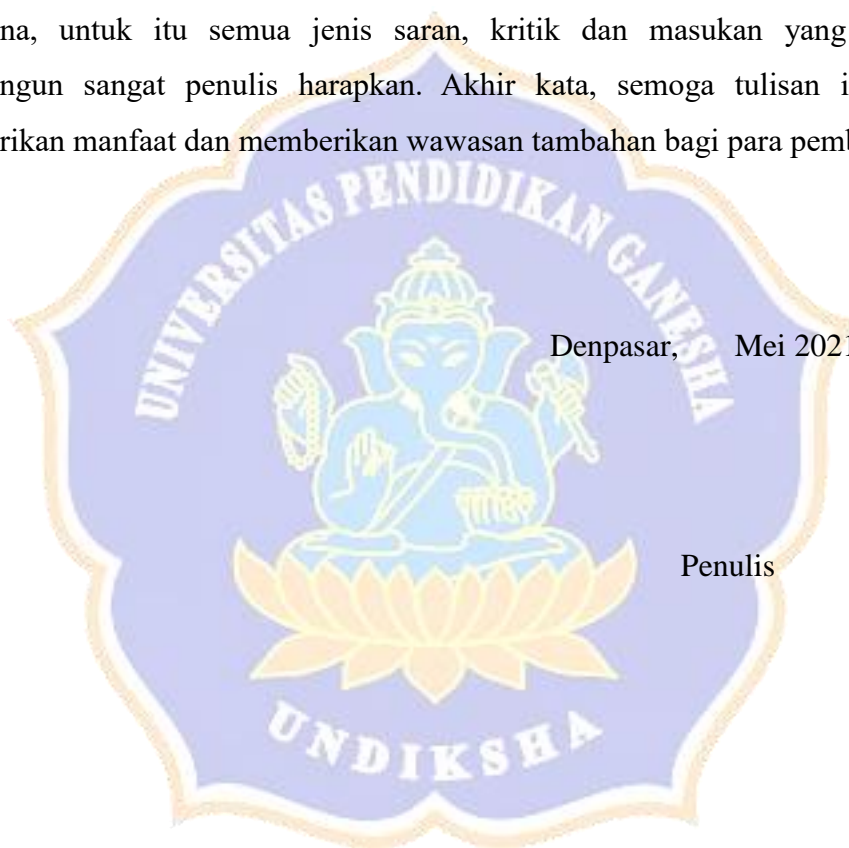 na, untuk itu semua jenis saran, kritik dan masukan yang
ngun sangat penulis harapkan. Akhir kata, semoga tulisan i
rikan manfaat dan memberikan wawasan tambahan bagi para pemb
UNIVERSITAS PENDIDIKAN GANESHA
Denpasar, Mei 2021
Penulis
UNDIKSHA